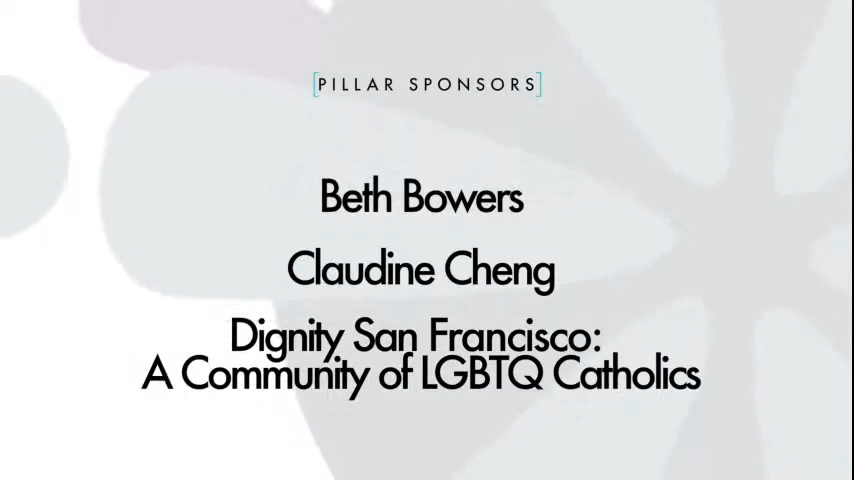 [PILLAR SPONSORS]
Beth Bowers
Claudine Cheng
Dignity San Francisco:
A Community of LGBTQ Catholics